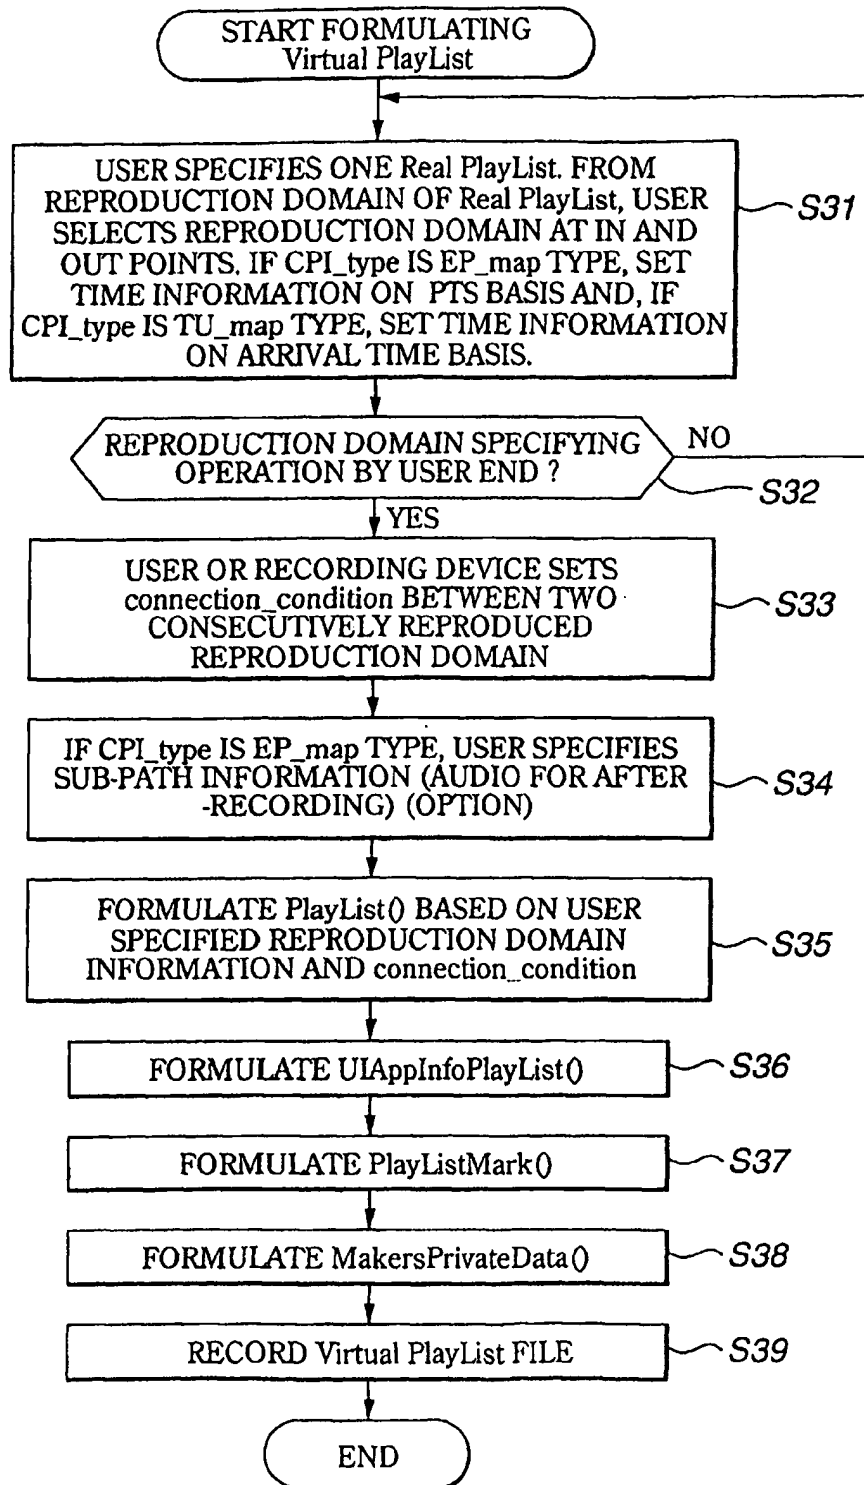 START FORMULATING
Virtual PlayList
USER SPECIFIES ONE Real PlayList. FROM
REPRODUCTION DOMAIN OF Real PlayList, USER
SELECTS REPRODUCTION DOMAIN AT IN AND
OUT POINTS. IF CPI_type IS EP_map TYPE, SET
TIME INFORMATION ON PTS BASIS AND, IF
CPI_type IS TU_map TYPE, SET TIME INFORMATION
ON ARRIVAL TIME BASIS.
S31
REPRODUCTION DOMAIN SPECIFYING
OPERATION BY USER END ?
NO
S32
YES
USER OR RECORDING DEVICE SETS
connection_condition BETWEEN TWO
CONSECUTIVELY REPRODUCED
REPRODUCTION DOMAIN
S33
IF CPI_type IS EP_map TYPE, USER SPECIFIES
SUB-PATH INFORMATION (AUDIO FOR AFTER
-RECORDING) (OPTION)
S34
FORMULATE PlayList() BASED ON USER
SPECIFIED REPRODUCTION DOMAIN
INFORMATION AND connection_condition
S35
FORMULATE UIAppInfoPlayList()
S36
FORMULATE PlayListMark()
S37
FORMULATE MakersPrivateData()
S38
RECORD Virtual PlayList FILE
S39
END